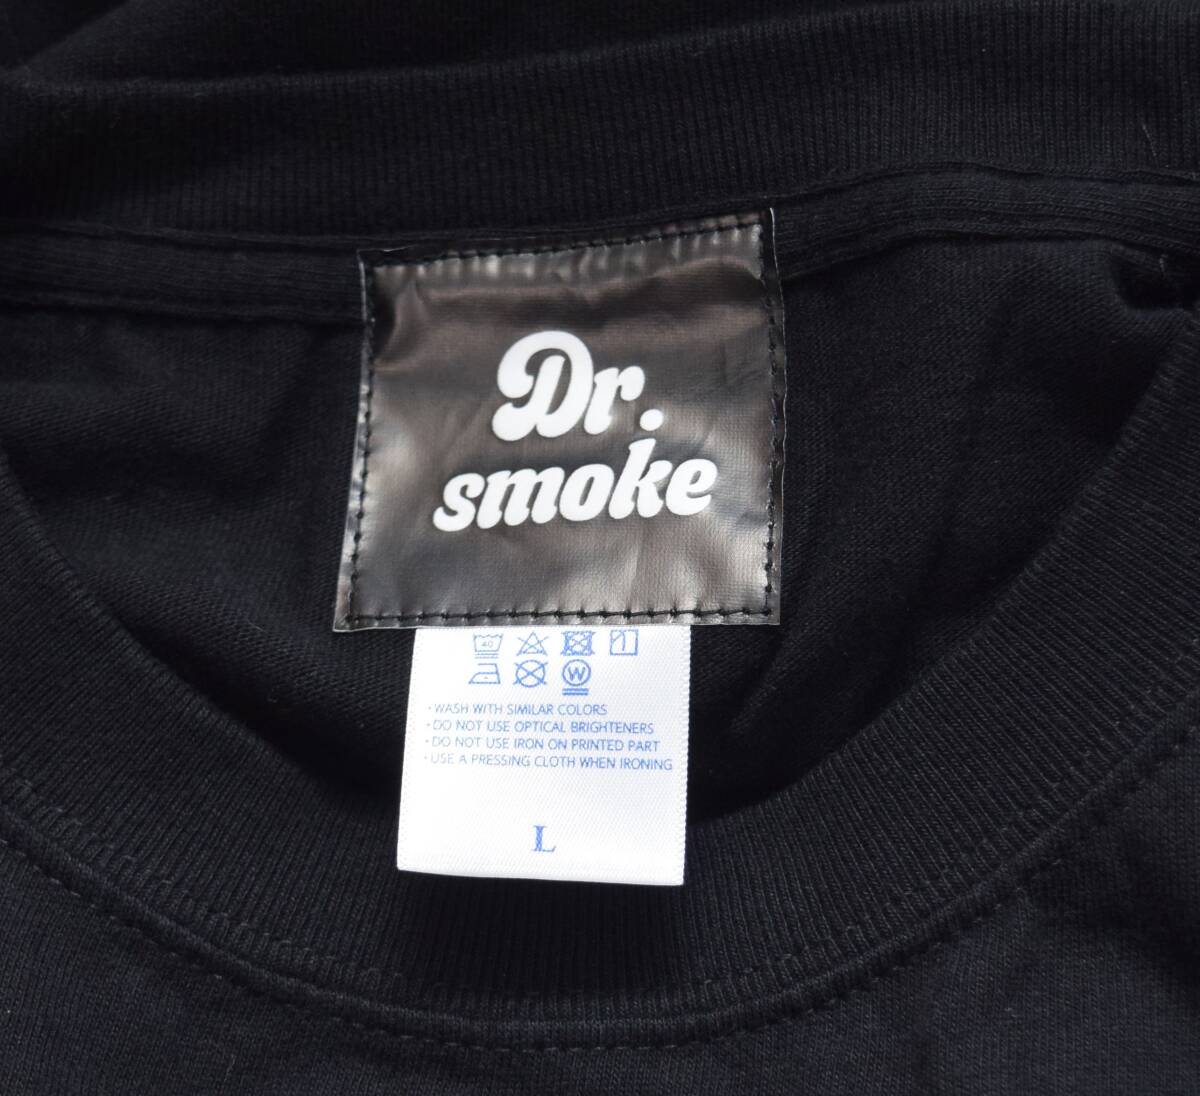 Dr.
smoke
40
W
・WASH WITH SIMILAR COLORS
・DO NOT USE OPTICAL BRIGHTENERS
・DO NOT USE IRON ON PRINTED PART
・USE A PRESSING CLOTH WHEN IRONING
L